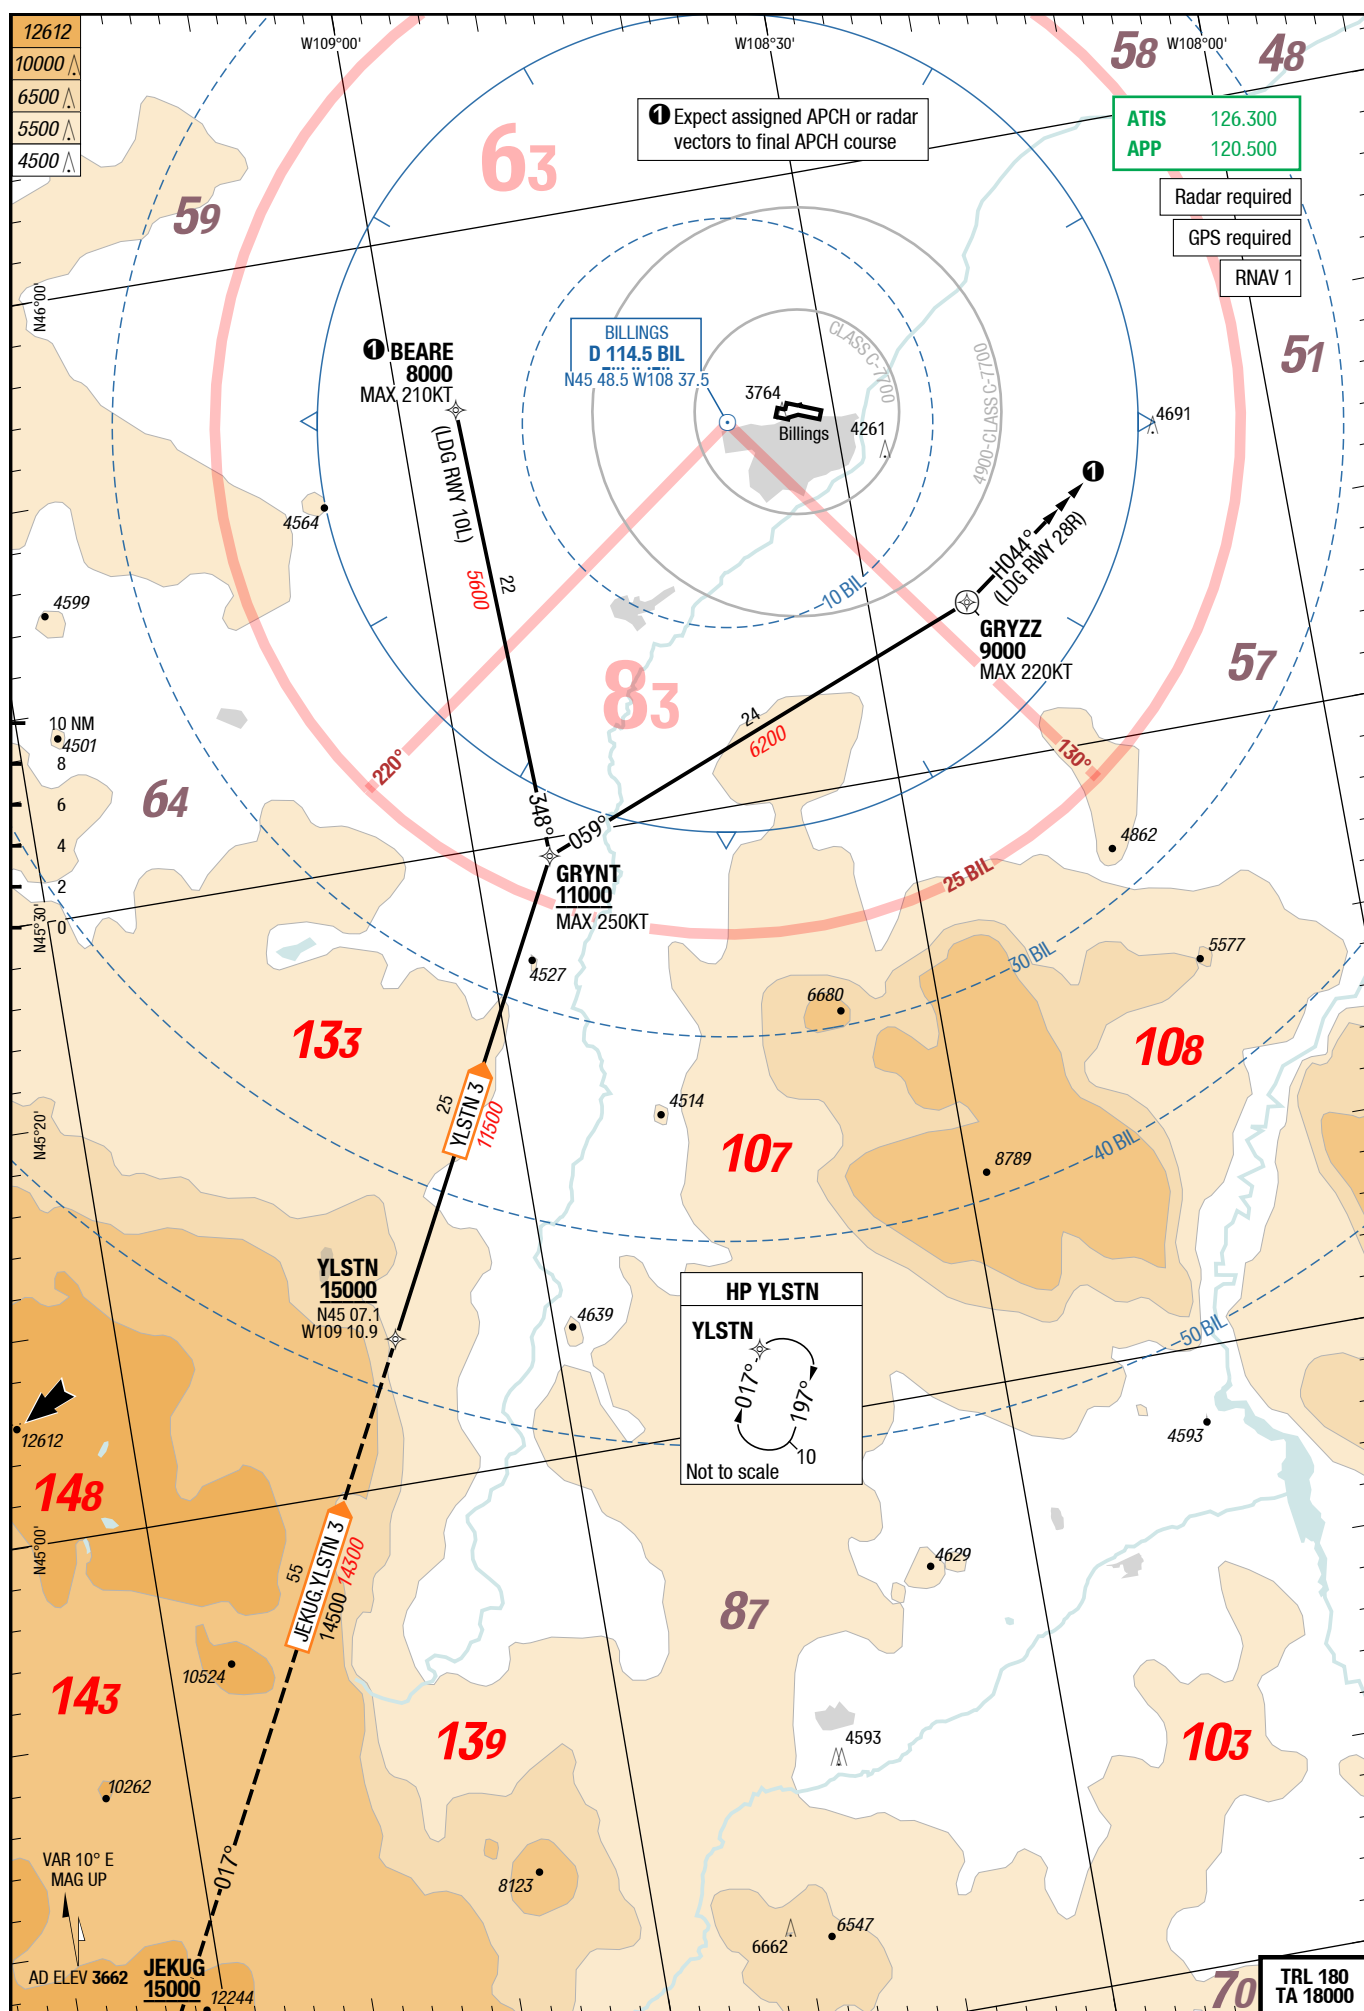 12612
10000
6500
5500
4500
W109°00'
W108°30'
W108°00'
58
48
63
59
51
❶ Expect assigned APCH or radar
vectors to final APCH course
ATIS 126.300
APP 120.500
Radar required
GPS required
RNAV 1
N46°00'
BILLINGS
D 114.5 BIL
N45 48.5 W108 37.5
CLASS C-7700
4900-CLASS C-7700
3764
Billings
4261
4691
❶ BEARE
8000
MAX 210KT
(LDG RWY 10L)
22
5600
4564
4599
❶
H044°
(LDG RWY 28R)
GRYZZ
9000
MAX 220KT
10 BIL
57
83
24
6200
220°
130°
10 NM
4501
8
6
4
2
0
64
348°
059°
GRYNT
11000
MAX 250KT
4862
25 BIL
N45°30'
4527
30 BIL
5577
6680
133
108
25
YLSTN 3
11500
4514
N45°20'
107
40 BIL
8789
YLSTN
15000
N45 07.1
W109 10.9
4639
HP YLSTN
YLSTN
017°
197°
10
Not to scale
50 BIL
4593
12612
148
N45°00'
55
JEKUG.YLSTN 3
14500
14300
4629
87
10524
143
139
4593
103
10262
017°
8123
VAR 10° E
MAG UP
6662
6547
AD ELEV 3662
JEKUG
15000
12244
70
TRL 180
TA 18000